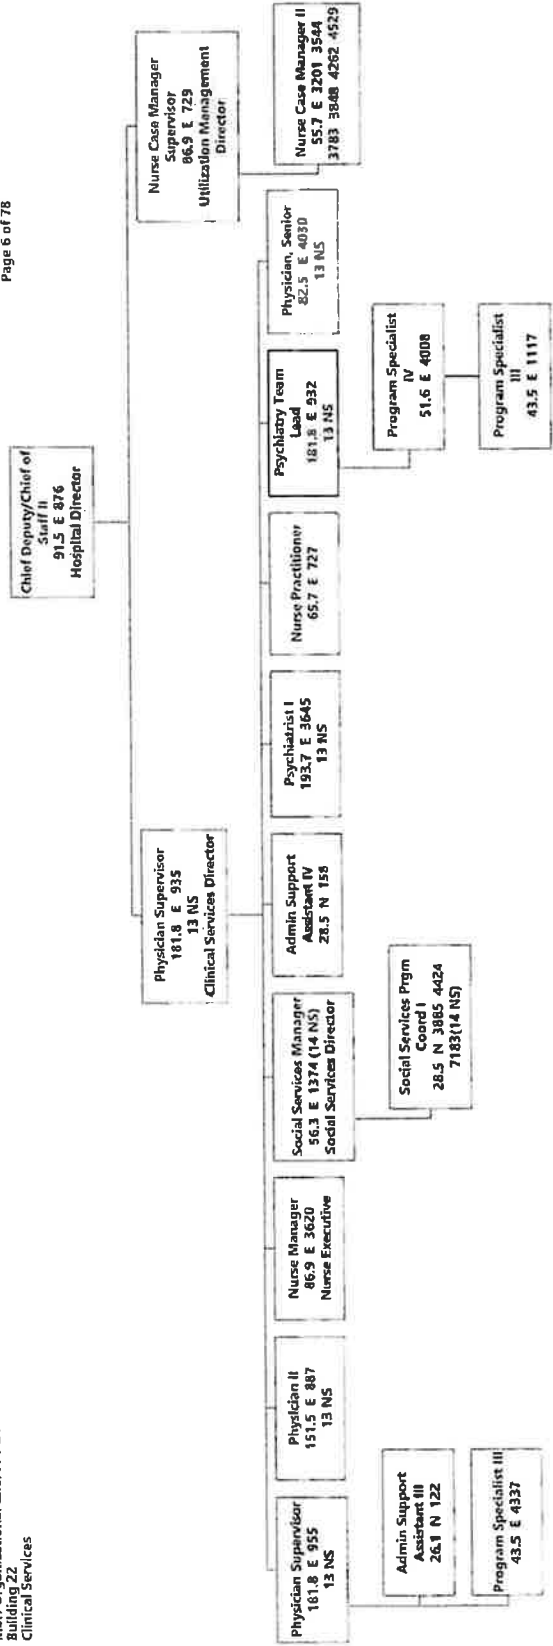 Building 22
Clinical Services
Page 6 of 78
Chief Deputy/Chief of
Staff II
91.5 E 876
Hospital Director
Physician Supervisor
181.8 E 935
13 NS
Clinical Services Director
Nurse Case Manager
Supervisor
86.9 E 729
Utilization Management
Director
Nurse Case Manager II
55.7 E 3201 3544
3783 3848 4262 4529
Physician Supervisor
181.8 E 955
13 NS
Physician II
151.5 E 887
13 NS
Nurse Manager
86.9 E 3620
Nurse Executive
Social Services Manager
56.3 E 1374 (14 NS)
Social Services Director
Admin Support
Assistant IV
28.5 N 158
Psychiatrist I
193.7 E 3645
13 NS
Nurse Practitioner
65.7 E 727
Psychiatry Team
Lead
181.8 E 932
13 NS
Physician, Senior
82.5 E 4030
13 NS
Admin Support
Assistant III
26.1 N 122
Program Specialist III
43.5 E 4337
Social Services Prgm
Coord I
28.5 N 3885 4424
7183(14 NS)
Program Specialist
IV
51.6 E 4008
Program Specialist
III
43.5 E 1117